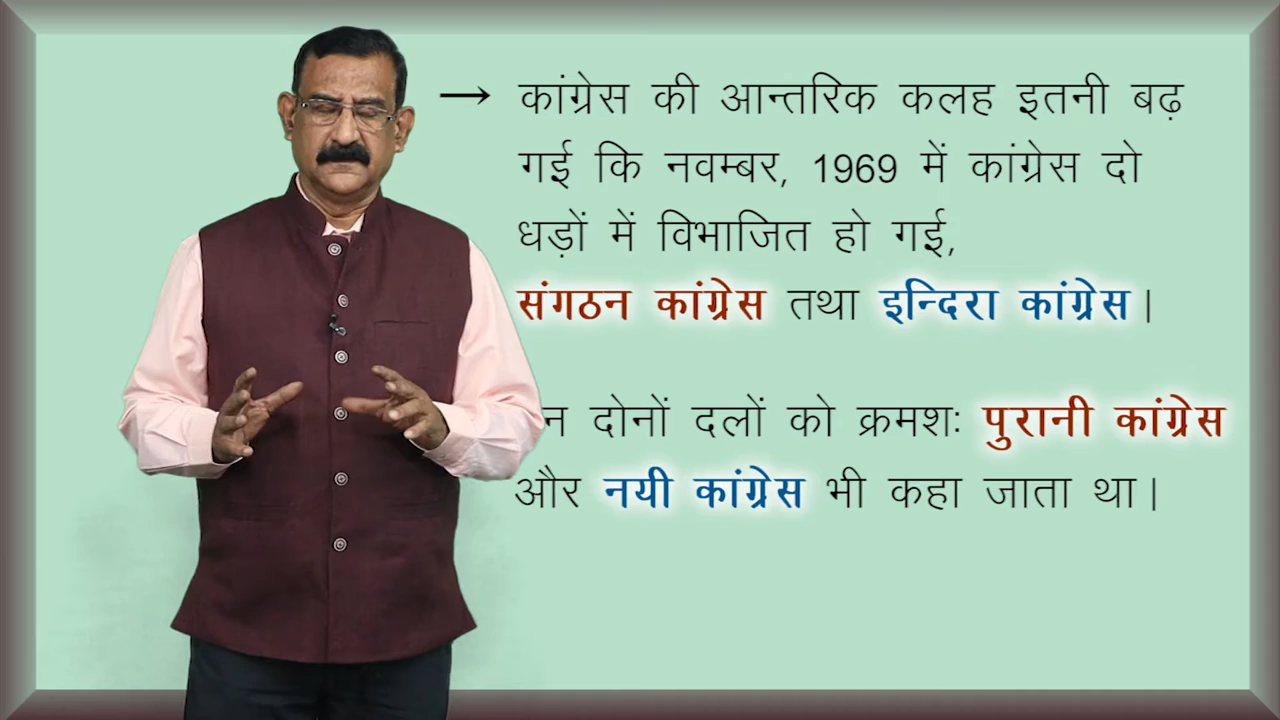 → कांग्रेस की आन्तरिक कलह इतनी बढ़
गई कि नवम्बर, 1969 में कांग्रेस दो
धड़ों में विभाजित हो गई,
संगठन कांग्रेस तथा इन्दिरा कांग्रेस।
दोनों दलों को क्रमशः पुरानी कांग्रेस
और नयी कांग्रेस भी कहा जाता था।